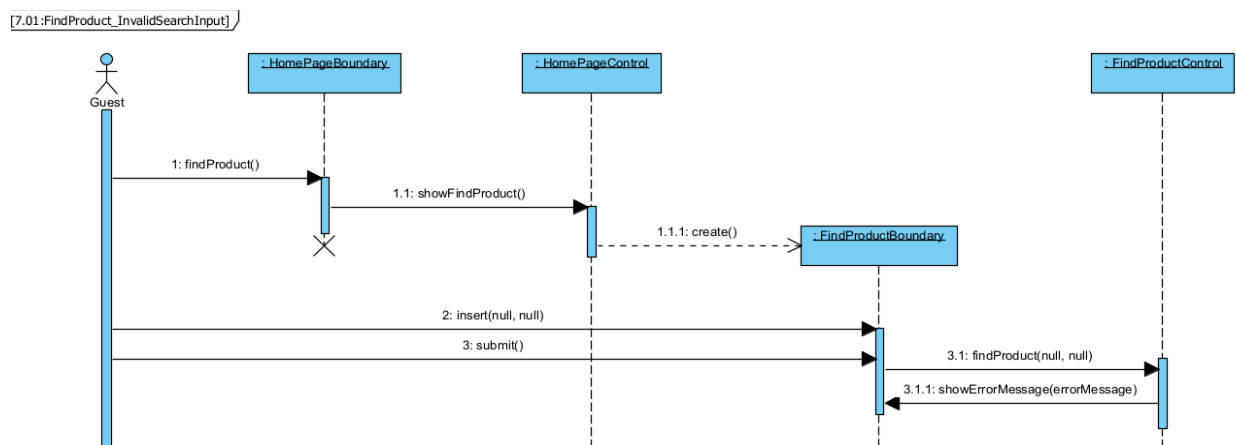 [7.01:FindProduct_InvalidSearchInput]
: HomePageBoundary
: HomePageControl
: FindProductControl
Guest
1: findProduct()
1.1: showFindProduct()
1.1.1: create()
: FindProductBoundary
2: insert(null, null)
3: submit()
3.1: findProduct(null, null)
3.1.1: showErrorMessage(errorMessage)